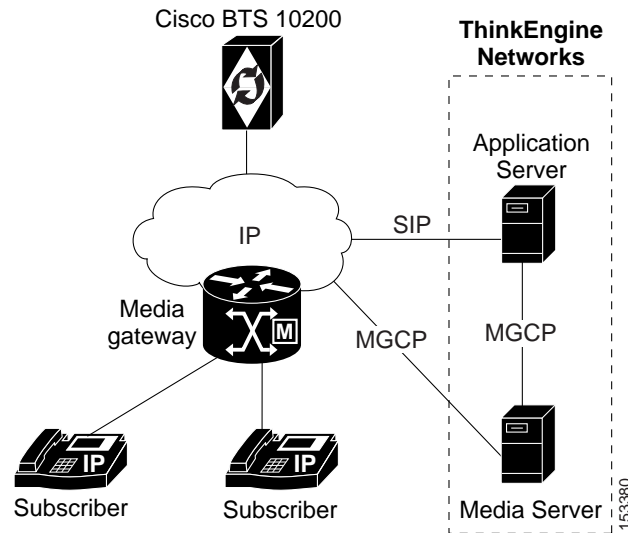 Cisco BTS 10200
ThinkEngine
Networks
Application
Server
IP
SIP
Media
gateway
M
MGCP
MGCP
IP
IP
Subscriber
Subscriber
Media Server
153380